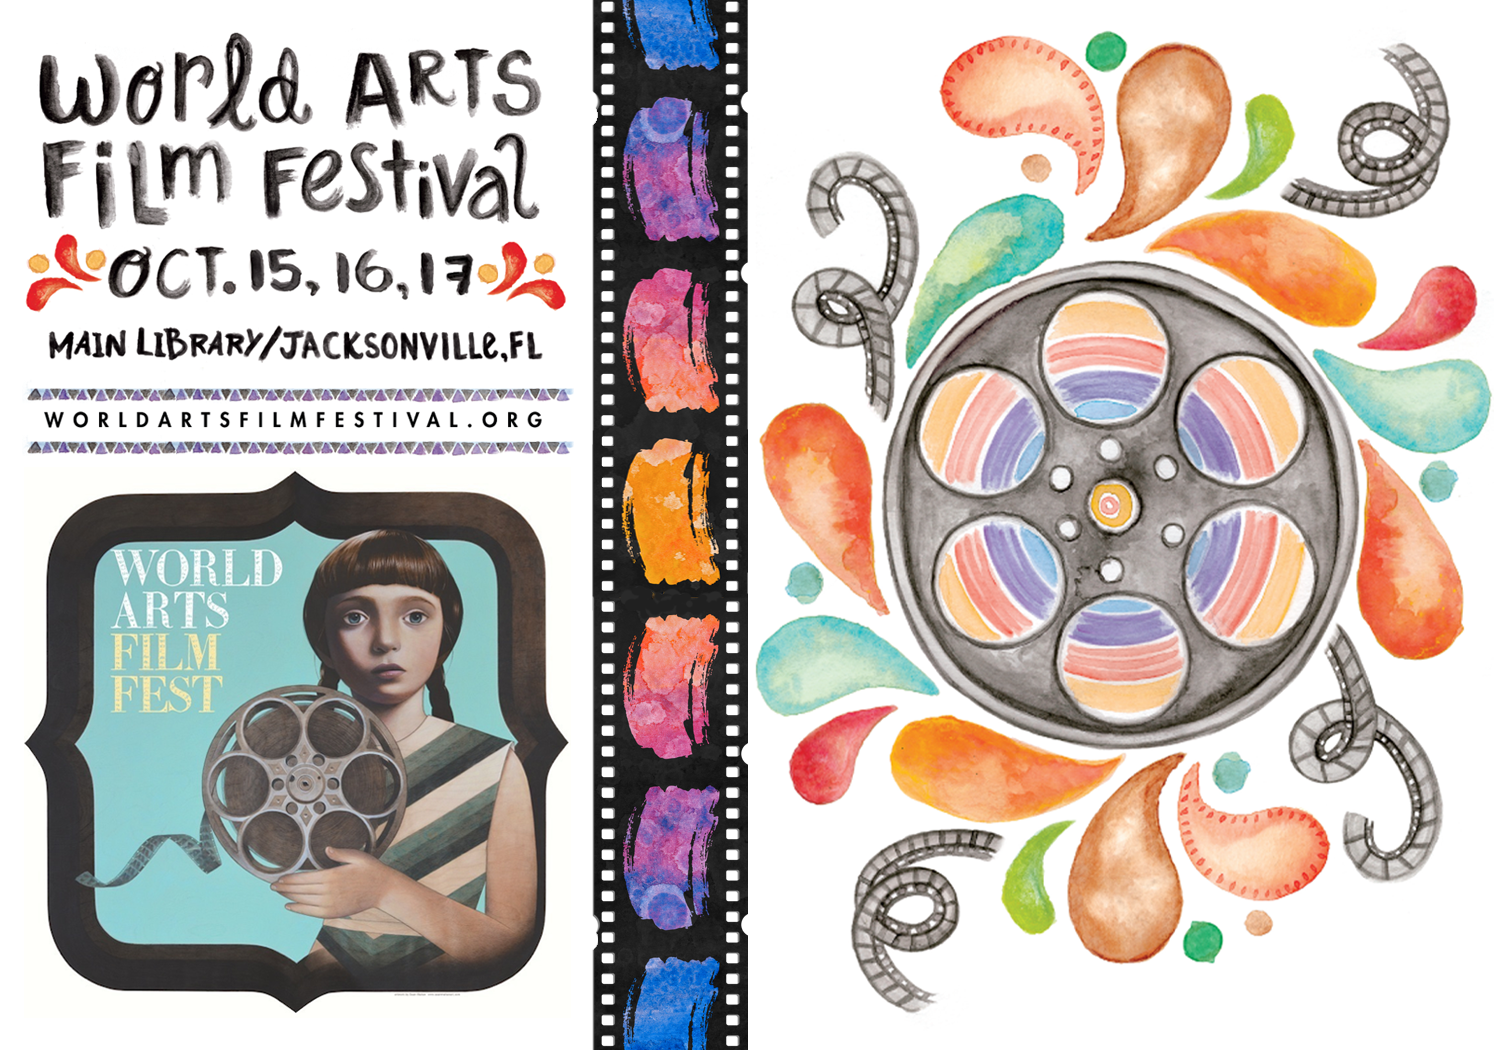 World ARTS
Film Festival
OCT. 15, 16, 17
MAIN LIBRARY/JACKSONVILLE, FL
WORLDARTSFILMFESTIVAL.ORG
WORLD
ARTS
FILM
FEST